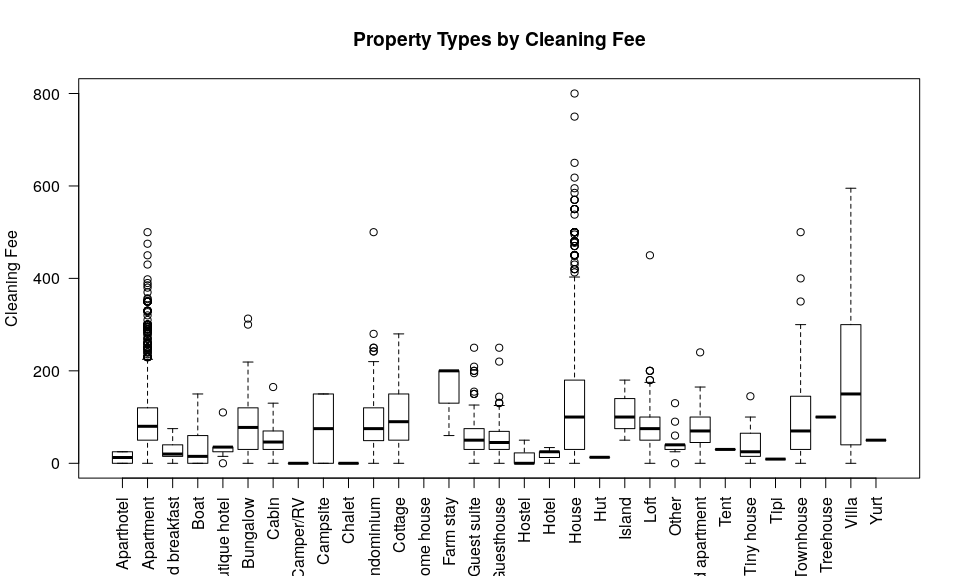 Property Types by Cleaning Fee
Cleaning Fee
800
600
400
200
0
Aparthotel
Apartment
d breakfast
Boat
utique hotel
Bungalow
Cabin
Camper/RV
Campsite
Chalet
ndominium
Cottage
ome house
Farm stay
Guest suite
Guesthouse
Hostel
Hotel
House
Hut
Island
Loft
Other
d apartment
Tent
Tiny house
Tipi
Townhouse
Treehouse
Villa
Yurt